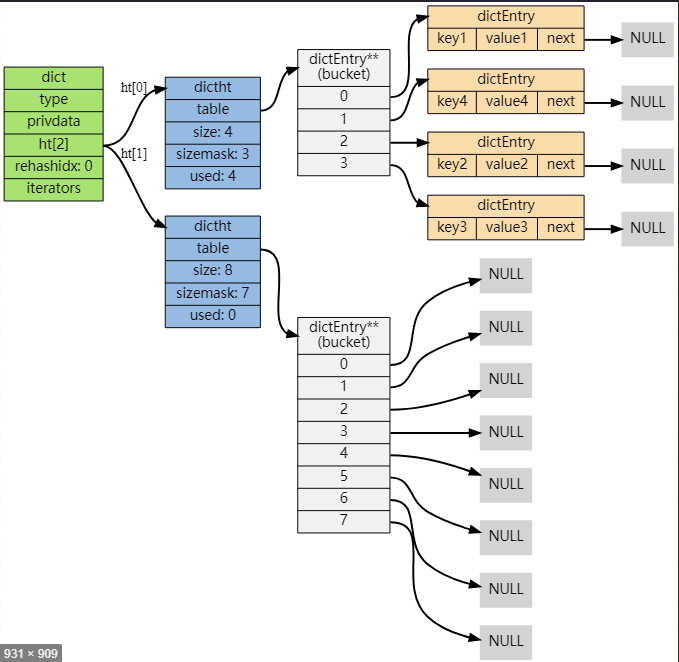 dict
type
privdata
ht[2]
rehashidx: 0
iterators
ht[0]
ht[1]
dictht
table
size: 4
sizemask: 3
used: 4
dictEntry**
(bucket)
0
1
2
3
dictEntry
key1 value1 next
NULL
dictEntry
key4 value4 next
NULL
dictEntry
key2 value2 next
NULL
dictEntry
key3 value3 next
NULL
dictht
table
size: 8
sizemask: 7
used: 0
dictEntry**
(bucket)
0
1
2
3
4
5
6
7
NULL
NULL
NULL
NULL
NULL
NULL
NULL
NULL
931 × 909